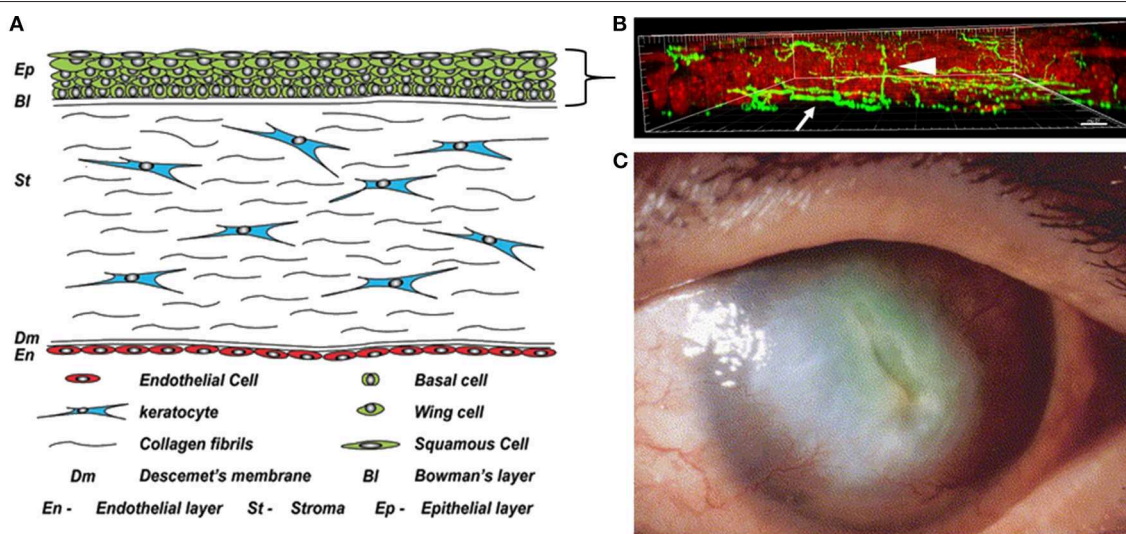 A
Ep
Bl
St
Dm
En
Endothelial Cell
Basal cell
keratocyte
Wing cell
Collagen fibrils
Squamous Cell
Dm Descemet's membrane Bl Bowman's layer
En - Endothelial layer St - Stroma Ep - Epithelial layer
B
C